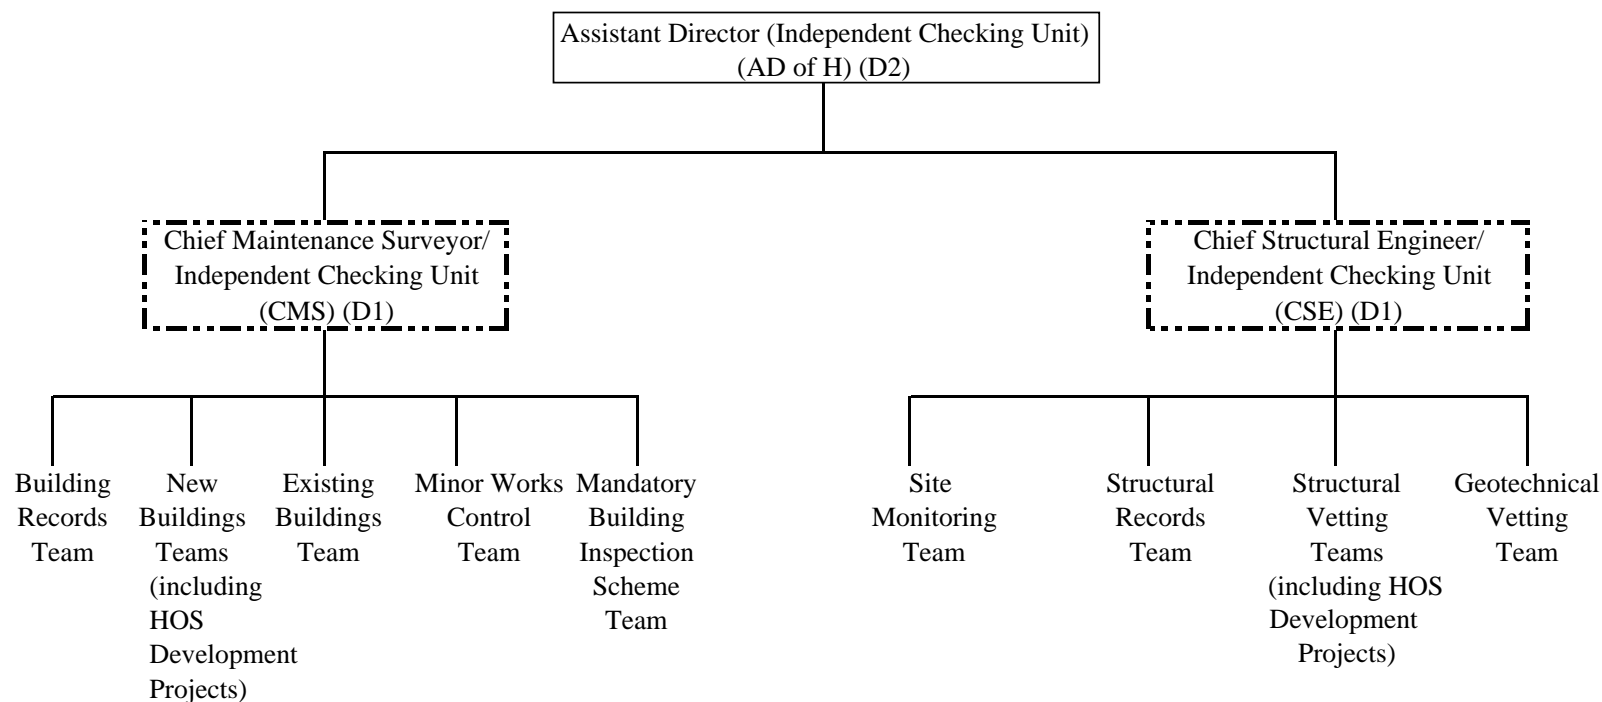 Assistant Director (Independent Checking Unit)
(AD of H) (D2)
Chief Maintenance Surveyor/
Independent Checking Unit
(CMS) (D1)
Chief Structural Engineer/
Independent Checking Unit
(CSE) (D1)
Building
Records
Team
New
Buildings
Teams
(including
HOS
Development
Projects)
Existing
Buildings
Team
Minor Works
Control
Team
Mandatory
Building
Inspection
Scheme
Team
Site
Monitoring
Team
Structural
Records
Team
Structural
Vetting
Teams
(including HOS
Development
Projects)
Geotechnical
Vetting
Team